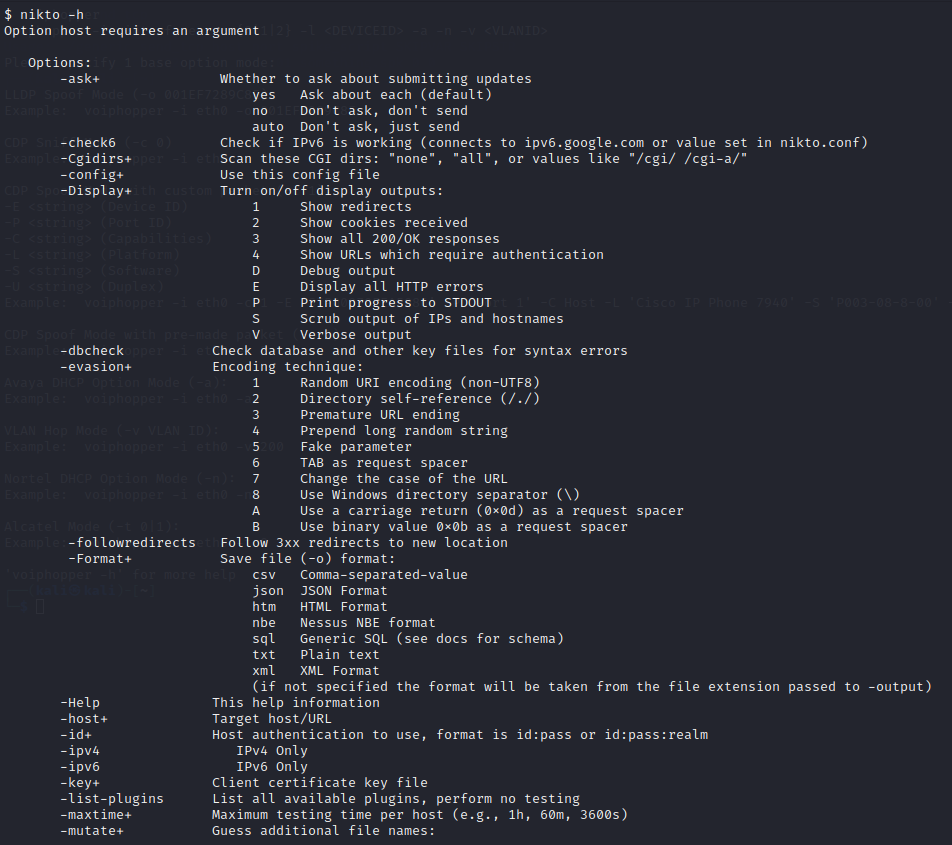 $ nikto -h
Option host requires an argument
Options:
-ask+ Whether to ask about submitting updates
yes Ask about each (default)
no Don't ask, don't send
auto Don't ask, just send
-check6 Check if IPv6 is working (connects to ipv6.google.com or value set in nikto.conf)
-Cgidirs+ Scan these CGI dirs: "none", "all", or values like "/cgi/ /cgi-a/"
-config+ Use this config file
-Display+ Turn on/off display outputs:
1 Show redirects
2 Show cookies received
3 Show all 200/OK responses
4 Show URLs which require authentication
D Debug output
E Display all HTTP errors
P Print progress to STDOUT
S Scrub output of IPs and hostnames
V Verbose output
-dbcheck Check database and other key files for syntax errors
-evasion+ Encoding technique:
1 Random URI encoding (non-UTF8)
2 Directory self-reference (/./)
3 Premature URL ending
4 Prepend long random string
5 Fake parameter
6 TAB as request spacer
7 Change the case of the URL
8 Use Windows directory separator (\)
A Use a carriage return (0x0d) as a request spacer
B Use binary value 0x0b as a request spacer
-followredirects Follow 3xx redirects to new location
-Format+ Save file (-o) format:
csv Comma-separated-value
json JSON Format
htm HTML Format
nbe Nessus NBE format
sql Generic SQL (see docs for schema)
txt Plain text
xml XML Format
(if not specified the format will be taken from the file extension passed to -output)
-Help This help information
-host+ Target host/URL
-id+ Host authentication to use, format is id:pass or id:pass:realm
-ipv4 IPv4 Only
-ipv6 IPv6 Only
-key+ Client certificate key file
-list-plugins List all available plugins, perform no testing
-maxtime+ Maximum testing time per host (e.g., 1h, 60m, 3600s)
-mutate+ Guess additional file names: